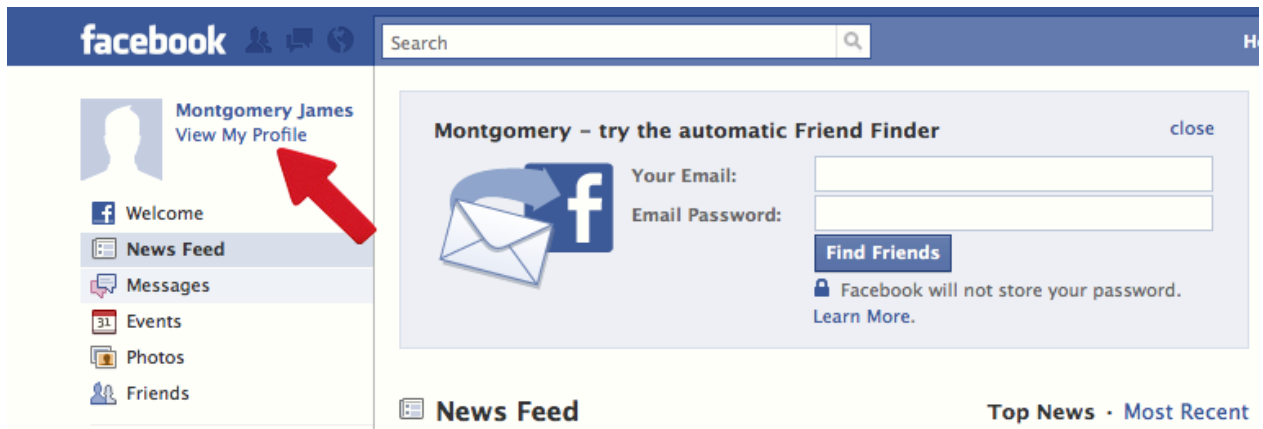 facebook
Search
Montgomery James
View My Profile
Welcome
News Feed
Messages
31
Events
Photos
Friends
Montgomery – try the automatic Friend Finder
close
f
Your Email:
Email Password:
Find Friends
Facebook will not store your password.
Learn More.
News Feed
Top News · Most Recent